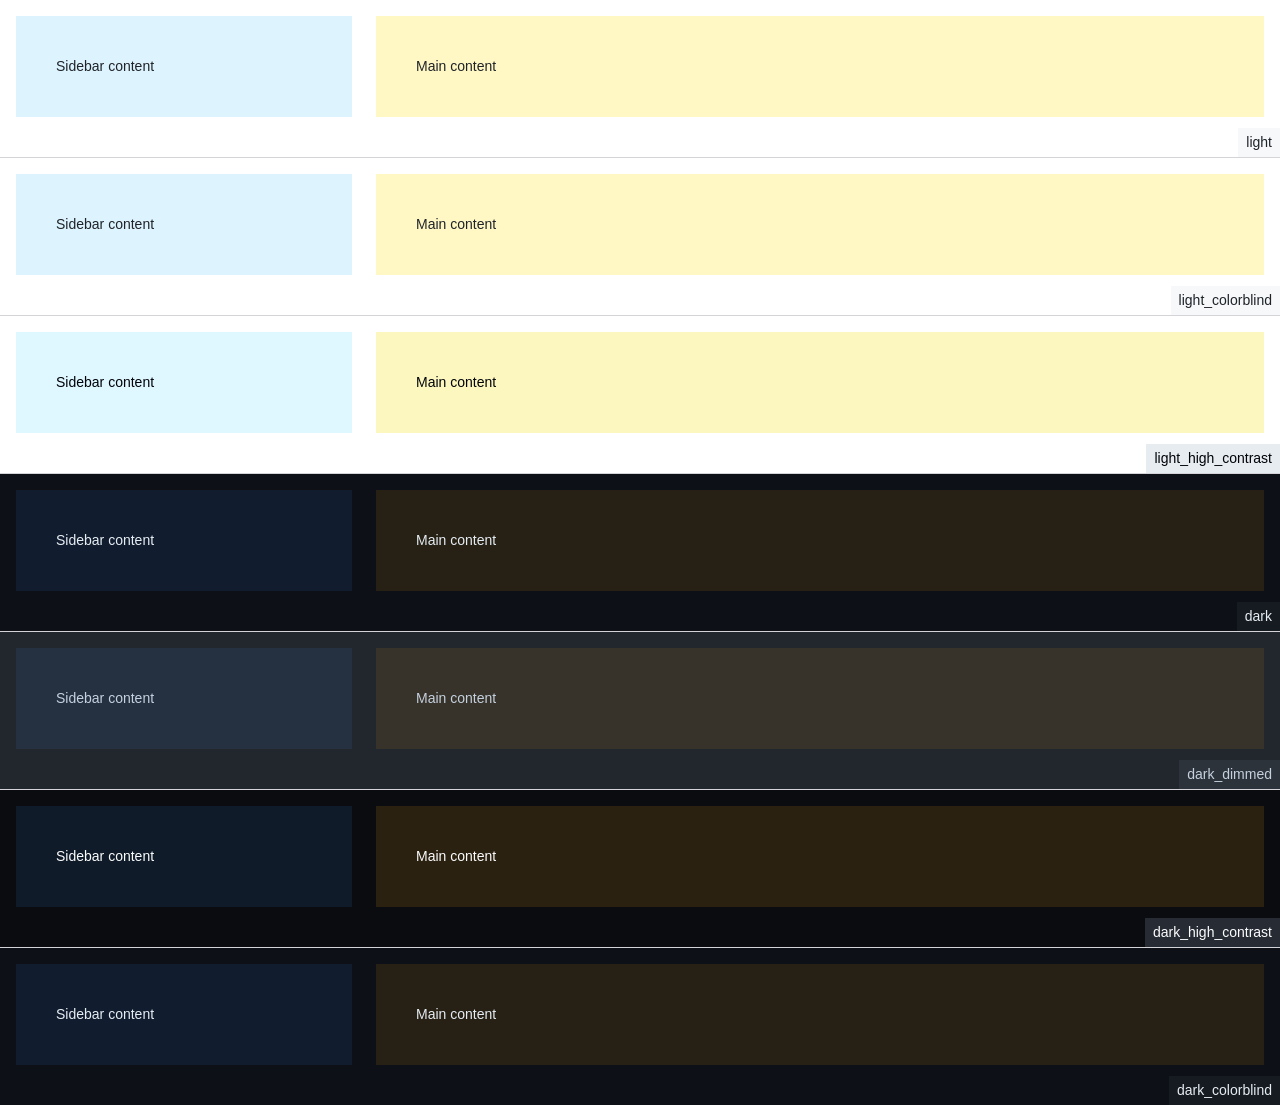 Sidebar content
Main content
light
Sidebar content
Main content
light_colorblind
Sidebar content
Main content
light_high_contrast
Sidebar content
Main content
dark
Sidebar content
Main content
dark_dimmed
Sidebar content
Main content
dark_high_contrast
Sidebar content
Main content
dark_colorblind